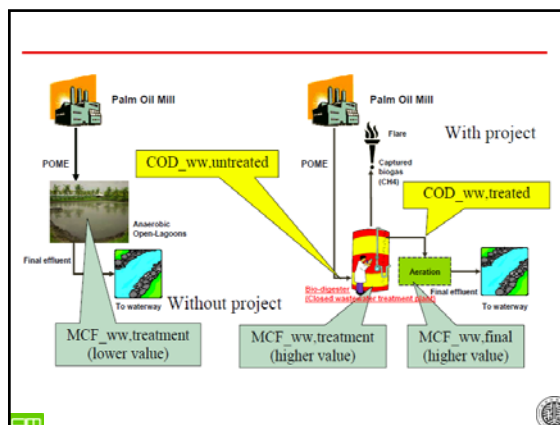 Palm Oil Mill
POME
Anaerobic
Open-Lagoons
Final effluent
To waterway
Without project
MCF_ww,treatment
(lower value)
COD_ww,untreated
Palm Oil Mill
POME
Flare
With project
Captured
biogas
(CH4)
COD_ww,treated
Bio-digester
(Closed wastewater treatment plant)
Aeration
Final effluent
To waterway
MCF_ww,treatment
(higher value)
MCF_ww,final
(higher value)